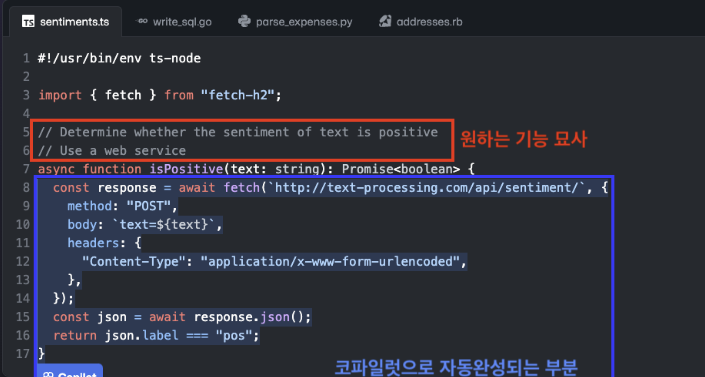 TS sentiments.ts GO write_sql.go parse_expenses.py addresses.rb
1 #!/usr/bin/env ts-node
2
3 import { fetch } from "fetch-h2";
4
5 // Determine whether the sentiment of text is positive
원하는 기능 묘사
6 // Use a web service
7 async function isPositive(text: string): Promise<boolean> {
8   const response = await fetch(`http://text-processing.com/api/sentiment/`, {
9     method: "POST",
10     body: `text=${text}`,
11     headers: {
12       "Content-Type": "application/x-www-form-urlencoded",
13     },
14   });
15   const json = await response.json();
16   return json.label === "pos";
17 }
코파일럿으로 자동완성되는 부분
Copilot